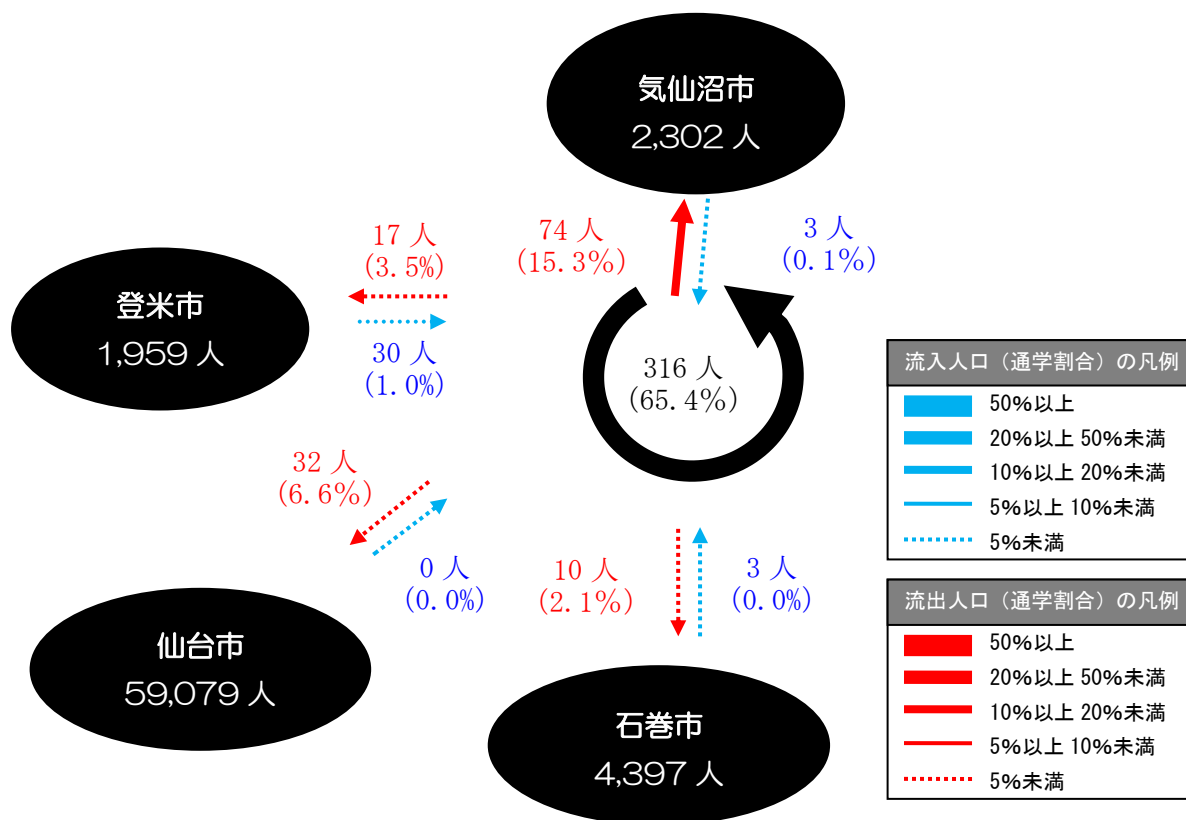 気仙沼市
2,302 人
17 人
(3.5%)
74 人
(15.3%)
3 人
(0.1%)
登米市
1,959 人
30 人
(1.0%)
316 人
(65.4%)
32 人
(6.6%)
0 人
(0.0%)
10 人
(2.1%)
3 人
(0.0%)
仙台市
59,079 人
石巻市
4,397 人
流入人口（通学割合）の凡例
50%以上
20%以上 50%未満
10%以上 20%未満
5%以上 10%未満
5%未満
流出人口（通学割合）の凡例
50%以上
20%以上 50%未満
10%以上 20%未満
5%以上 10%未満
5%未満